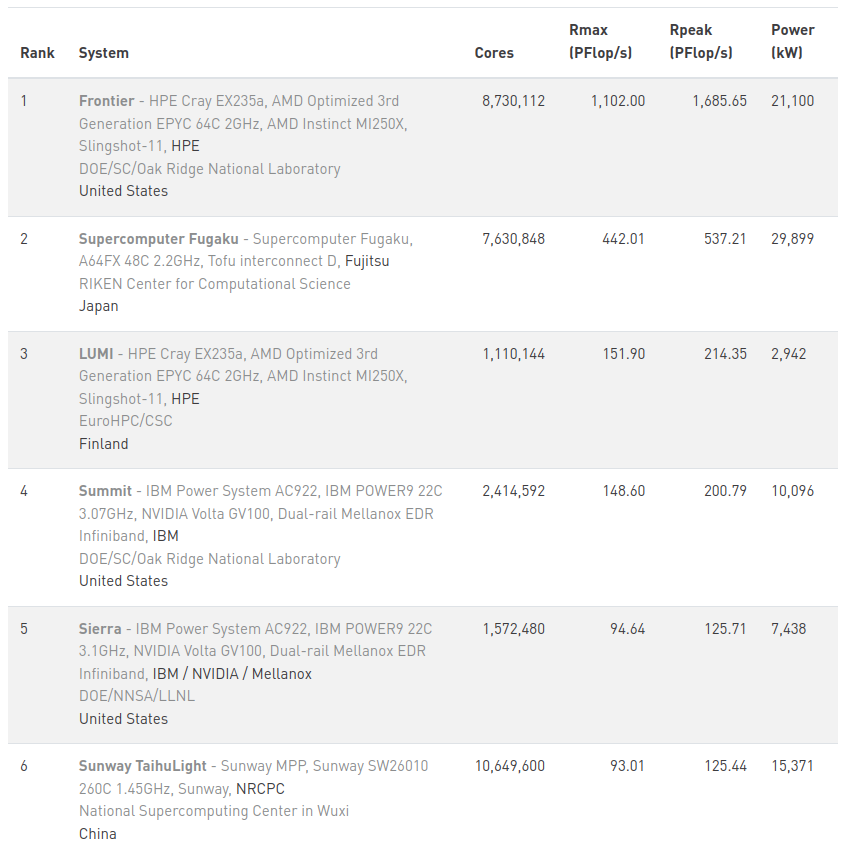 Rank System Cores Rmax (PFlop/s) Rpeak (PFlop/s) Power (kW)
1 Frontier - HPE Cray EX235a, AMD Optimized 3rd 8,730,112 1,102.00 1,685.65 21,100
Generation EPYC 64C 2GHz, AMD Instinct MI250X,
Slingshot-11, HPE
DOE/SC/Oak Ridge National Laboratory
United States
2 Supercomputer Fugaku - Supercomputer Fugaku, 7,630,848 442.01 537.21 29,899
A64FX 48C 2.2GHz, Tofu interconnect D, Fujitsu
RIKEN Center for Computational Science
Japan
3 LUMI - HPE Cray EX235a, AMD Optimized 3rd 1,110,144 151.90 214.35 2,942
Generation EPYC 64C 2GHz, AMD Instinct MI250X,
Slingshot-11, HPE
EuroHPC/CSC
Finland
4 Summit - IBM Power System AC922, IBM POWER9 22C 2,414,592 148.60 200.79 10,096
3.07GHz, NVIDIA Volta GV100, Dual-rail Mellanox EDR
Infiniband, IBM
DOE/SC/Oak Ridge National Laboratory
United States
5 Sierra - IBM Power System AC922, IBM POWER9 22C 1,572,480 94.64 125.71 7,438
3.1GHz, NVIDIA Volta GV100, Dual-rail Mellanox EDR
Infiniband, IBM / NVIDIA / Mellanox
DOE/NNSA/LLNL
United States
6 Sunway TaihuLight - Sunway MPP, Sunway SW26010 10,649,600 93.01 125.44 15,371
260C 1.45GHz, Sunway, NRCPC
National Supercomputing Center in Wuxi
China